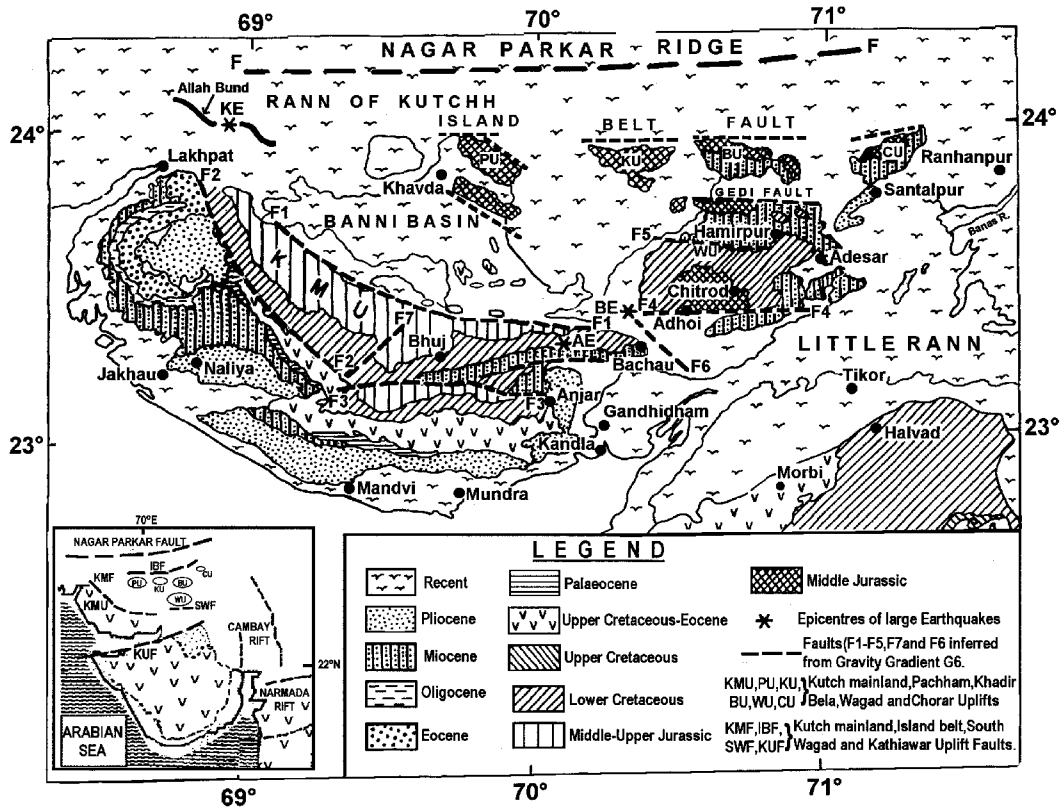 69° 70° 71°
NAGAR PARKAR RIDGE
F F
Allah Bund
KE
RANN OF KUTCHH
ISLAND BELT FAULT
24° 24°
PU KU BU CU
Lakhpat
Ranhanpur
F2
Khavda
Santalpur
GEDI FAULT
F1
BANNI BASIN
Banas R.
F5
Hamirpur
WU
Adesar
K M U
Chitrod
BE F4 F4
Adhoi
F7
F1
AE
Bhuj
LITTLE RANN
Bachau
F6
F2
Jakhau
Naliya
Tikor
F3 F3
Anjar
Gandhidham
23° 23°
Kandla
Halvad
Morbi
Mandvi
Mundra
70°E
NAGAR PARKAR FAULT
IBF
CU
KMF
PU KU BU
WU
KMU
SWF
CAMBAY
RIFT
KUF
22°N
NARMADA
RIFT
ARABIAN
SEA
LEGEND
Recent
Pliocene
Miocene
Oligocene
Eocene
Palaeocene
Upper Cretaceous-Eocene
Upper Cretaceous
Lower Cretaceous
Middle-Upper Jurassic
Middle Jurassic
Epicentres of large Earthquakes
Faults(F1-F5,F7and F6 inferred
from Gravity Gradient G6.
KMU,PU,KU } Kutch mainland,Pachham,Khadir
BU,WU,CU } Bela,Wagad and Chorar Uplifts
KMF,IBF, } Kutch mainland,Island belt,South
SWF,KUF } Wagad and Kathiawar Uplift Faults.
69° 70° 71°